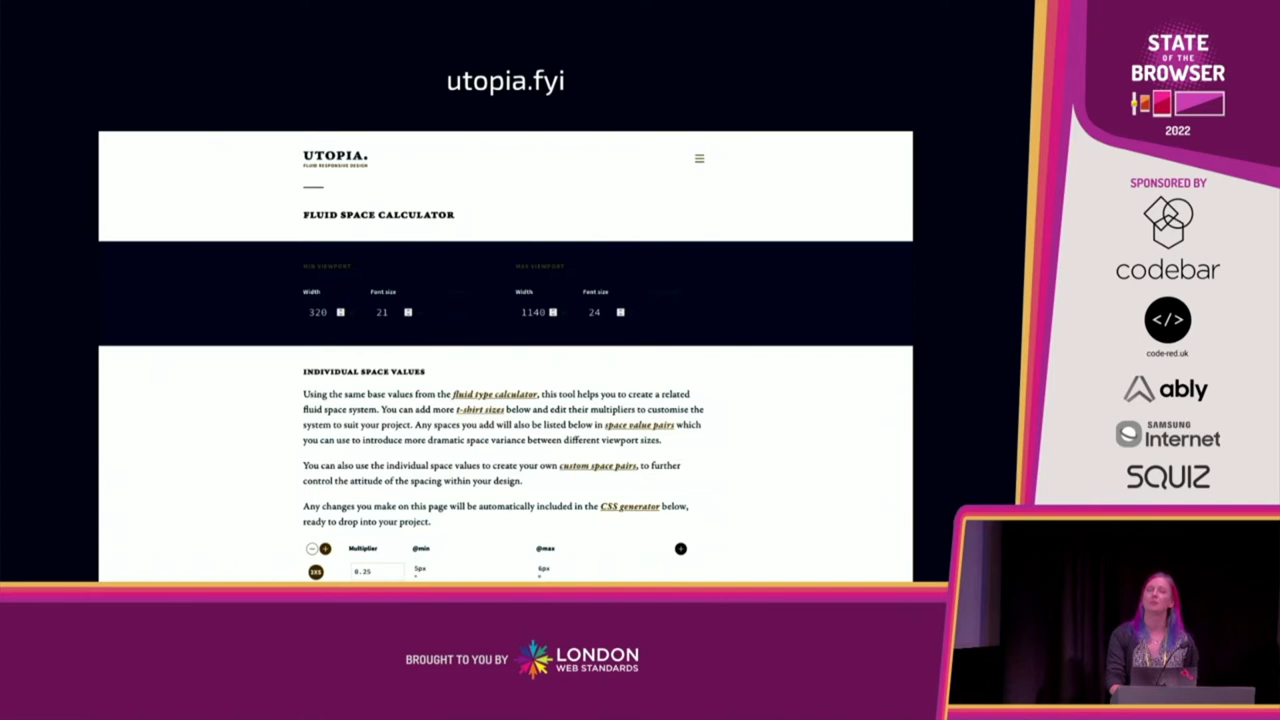 utopia.fyi
UTOPIA.
FLUID RESPONSIVE DESIGN
FLUID SPACE CALCULATOR
MIN VIEWPORT
MAX VIEWPORT
Width
Font size
Width
Font size
320
21
1140
24
INDIVIDUAL SPACE VALUES
Using the same base values from the fluid type calculator, this tool helps you to create a related
fluid space system. You can add more t-shirt sizes below and edit their multipliers to customise the
system to suit your project. Any spaces you add will also be listed below in space value pairs which
you can use to introduce more dramatic space variance between different viewport sizes.
You can also use the individual space values to create your own custom space pairs, to further
control the attitude of the spacing within your design.
Any changes you make on this page will be automatically included in the CSS generator below,
ready to drop into your project.
Multiplier
@min
@max
3XS
0.25
5px
6px
STATE
OF THE
BROWSER
2022
SPONSORED BY
codebar
</>
code-red.uk
ably
SAMSUNG
Internet
SQUIZ
BROUGHT TO YOU BY
LONDON
WEB STANDARDS